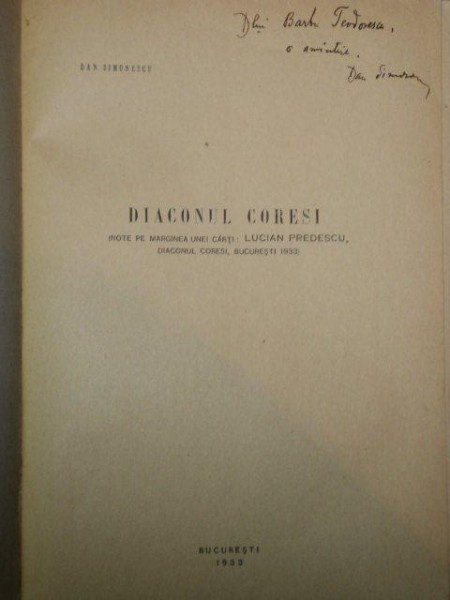 Dlui Barbu Teodorescu,
o amintire.
Dan Simonescu
DAN SIMONESCU
DIACONUL CORESI
(NOTE PE MARGINEA UNEI CĂRȚI: LUCIAN PREDESCU,
DIACONUL CORESI, BUCUREȘTI 1933)
BUCUREȘTI
1933